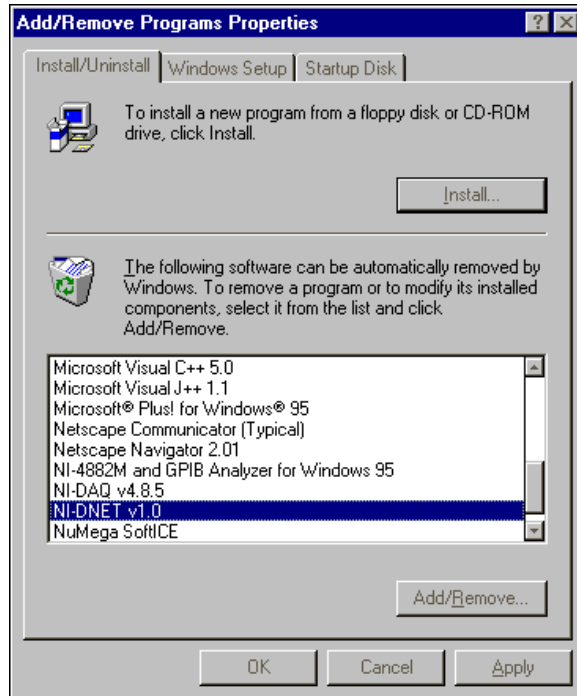 Add/Remove Programs Properties
Install/Uninstall
Windows Setup
Startup Disk
To install a new program from a floppy disk or CD-ROM
drive, click Install.
Install...
The following software can be automatically removed by
Windows. To remove a program or to modify its installed
components, select it from the list and click
Add/Remove.
Microsoft Visual C++ 5.0
Microsoft Visual J++ 1.1
Microsoft® Plus! for Windows® 95
Netscape Communicator (Typical)
Netscape Navigator 2.01
NI-4882M and GPIB Analyzer for Windows 95
NI-DAQ v4.8.5
NI-DNET v1.0
NuMega SoftICE
Add/Remove...
OK
Cancel
Apply